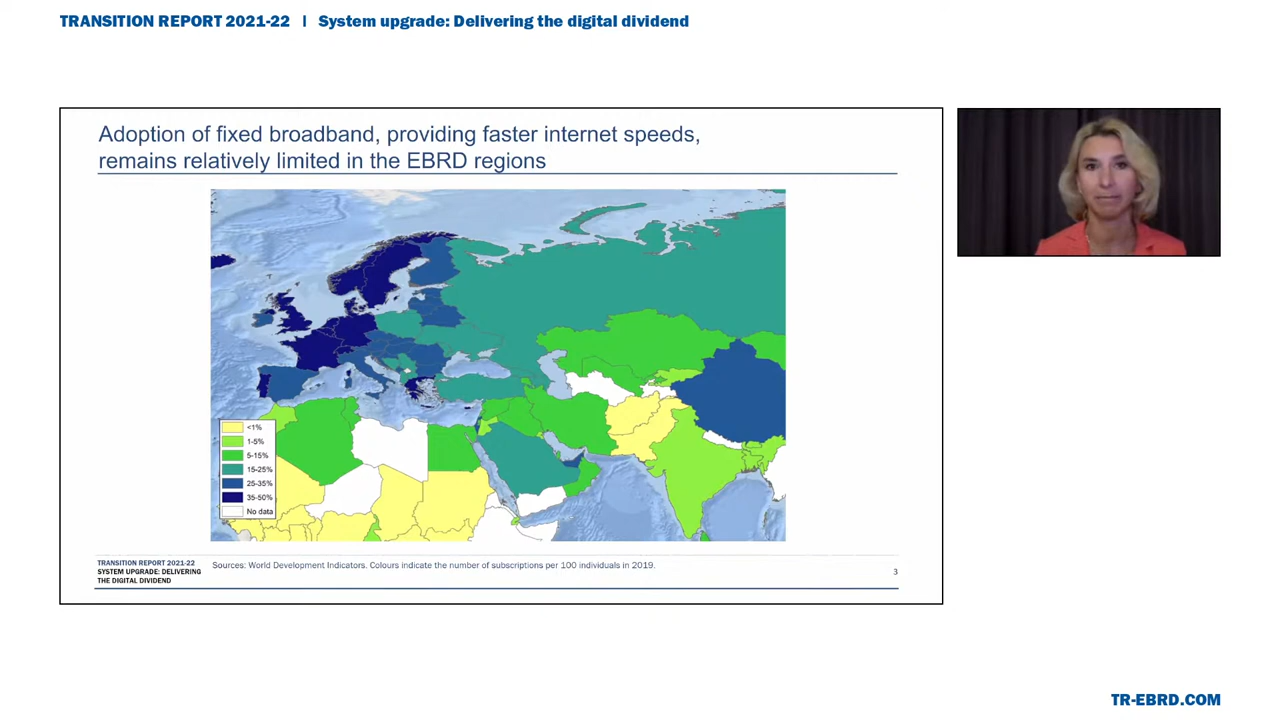 TRANSITION REPORT 2021-22 I System upgrade: Delivering the digital dividend
Adoption of fixed broadband, providing faster internet speeds,
remains relatively limited in the EBRD regions
<1%
1-5%
5-15%
15-25%
25-35%
35-50%
No data
TRANSITION REPORT 2021-22
SYSTEM UPGRADE: DELIVERING
THE DIGITAL DIVIDEND
Sources: World Development Indicators. Colours indicate the number of subscriptions per 100 individuals in 2019.
3
TR-EBRD.COM